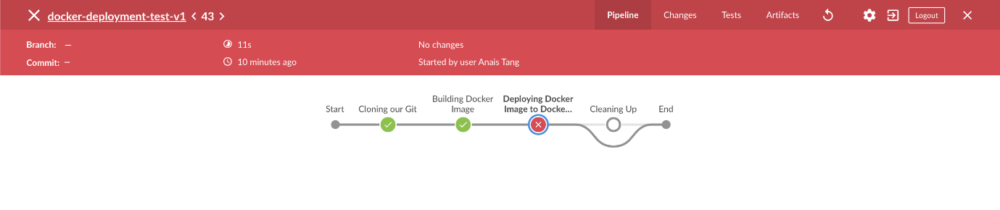 docker-deployment-test-v1 < 43 >
Pipeline Changes Tests Artifacts Logout
Branch: —
11s
No changes
Commit: —
10 minutes ago
Started by user Anais Tang
Start
Cloning our Git
Building Docker
Image
Deploying Docker
Image to Docke...
Cleaning Up
End